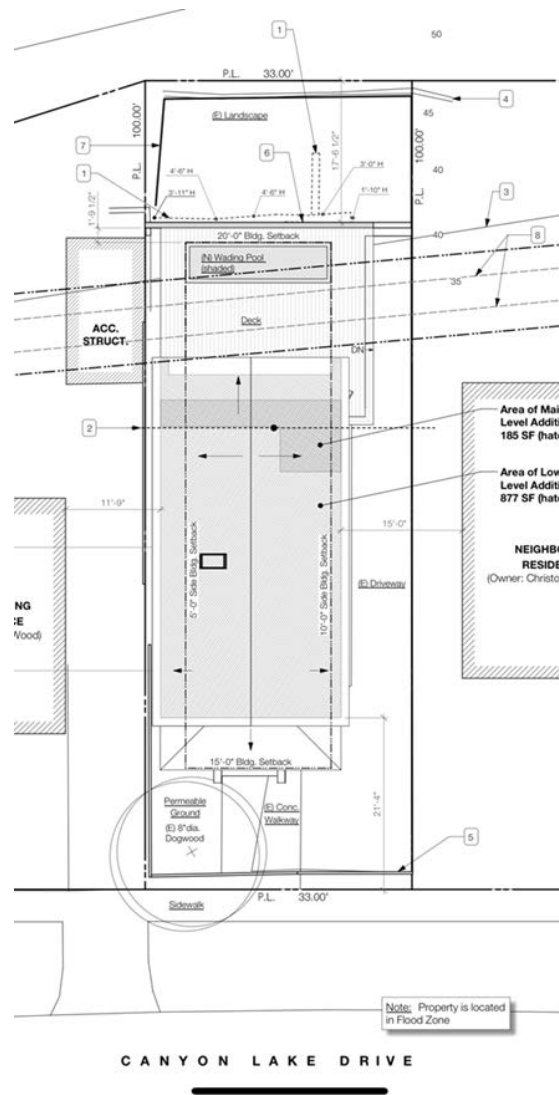 50
1
P.L. 33.00'
4
(E) Landscape
45
100.00'
P.L.
7
6
17'-6 1/2"
100.00'
P.L.
40
1
4'-6" H
3'-0" H
3'-11" H
4'-6" H
1'-10" H
3
1'-9 1/2"
40
8
20'-0" Bldg. Setback
(N) Wading Pool
(shaded)
35
Deck
ACC.
STRUCT.
DN
Area of Mai
Level Additi
185 SF (hat
2
Area of Low
Level Additi
877 SF (hat
11'-9"
15'-0"
5'-0" Side Bldg. Setback
10'-0" Side Bldg. Setback
(E) Driveway
NEIGHB
RESIDE
(Owner: Christo
NG
CE
Wood)
15'-0" Bldg. Setback
21'-4"
Permeable
Ground
(E) 8"dia.
Dogwood
(E) Conc.
Walkway
5
Sidewalk
P.L. 33.00'
Note: Property is located
in Flood Zone
CANYON LAKE DRIVE